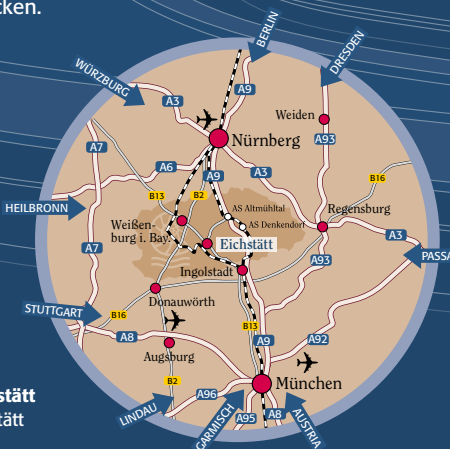 cken.
BERLIN
DRESDEN
WÜRZBURG
A3
A9
Weiden
Nürnberg
A93
A7
A6
A9
A3
B16
B13
B2
HEILBRONN
AS Altmühltal
Regensburg
Weißen-
burg i. Bay.
AS Denkendorf
Eichstätt
A3
A7
A93
PASSA
Ingolstadt
Donauwörth
STUTTGART
B16
B13
A8
A9
A92
Augsburg
B2
München
A96
LINDAU
GARMISCH
A95
A8
AUSTRIA
stätt
tätt